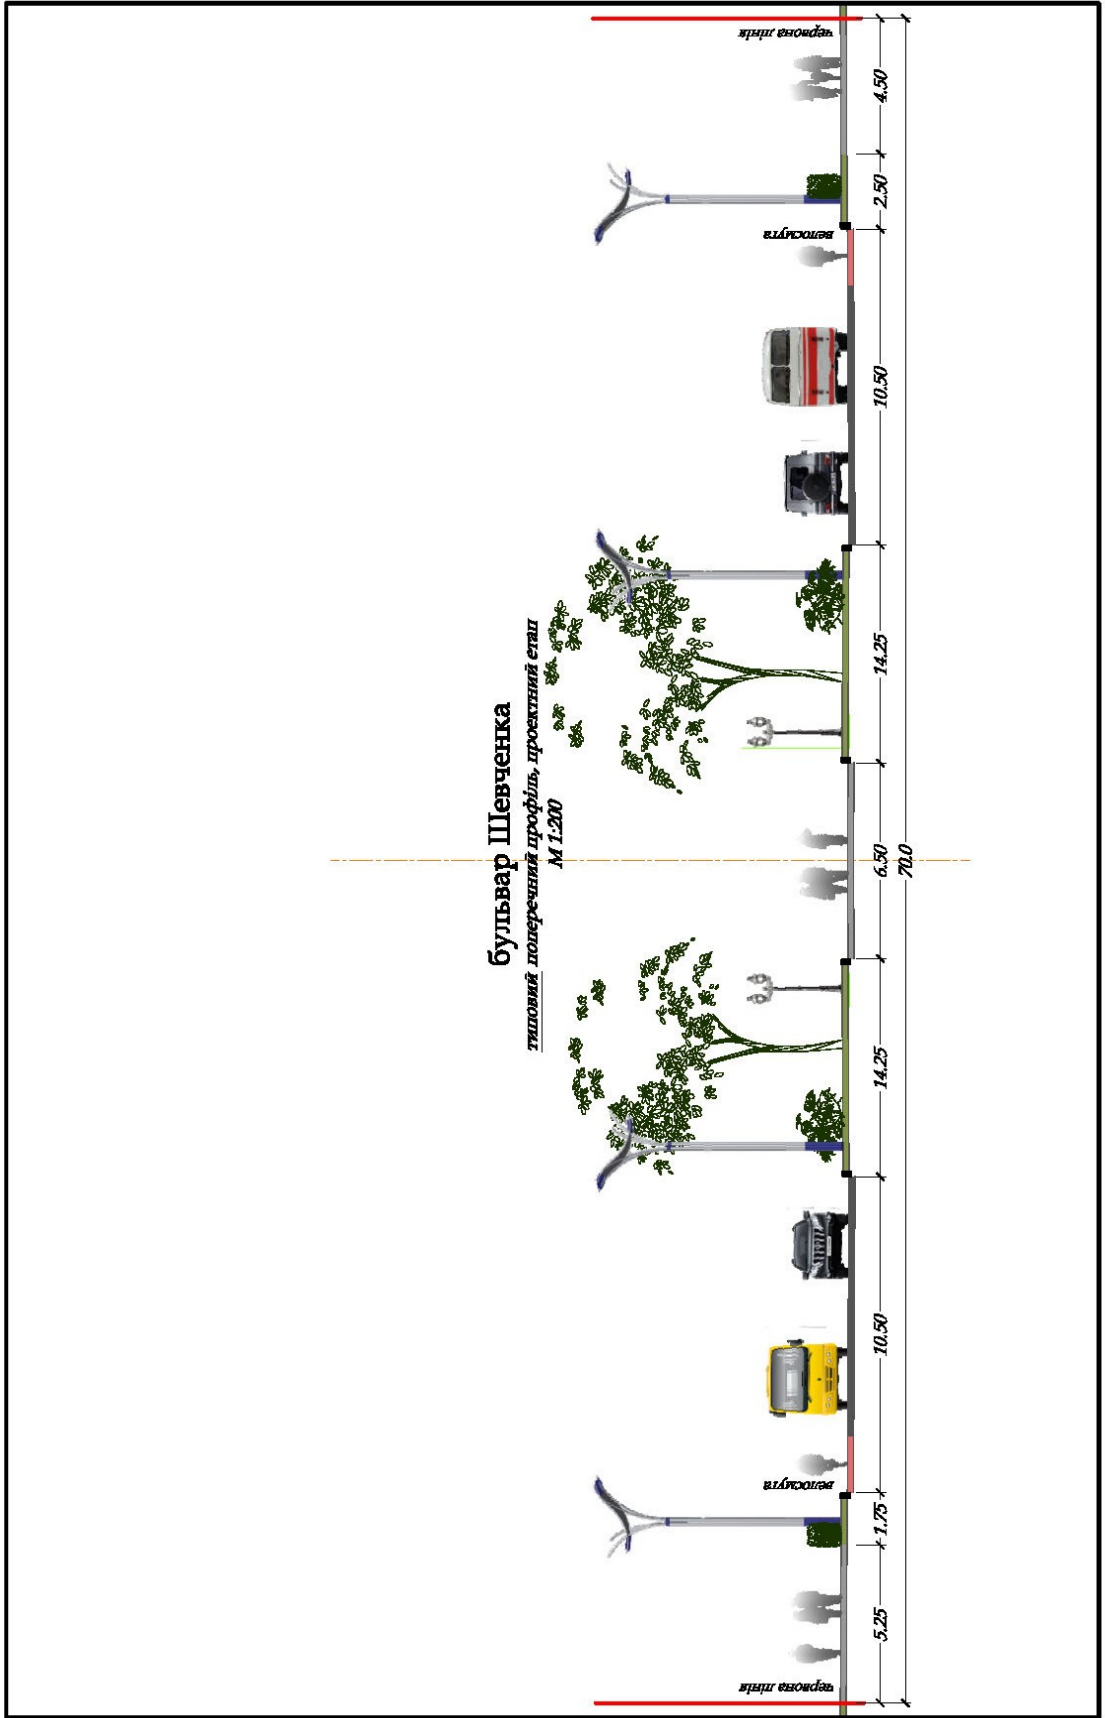 бульвар Шевченка
типовий поперечний профіль, проектний етап
М 1:200
червона лінія
велосмуга
велосмуга
червона лінія
5.25
1.75
10.50
14.25
6.50
14.25
10.50
2.50
4.50
70.0